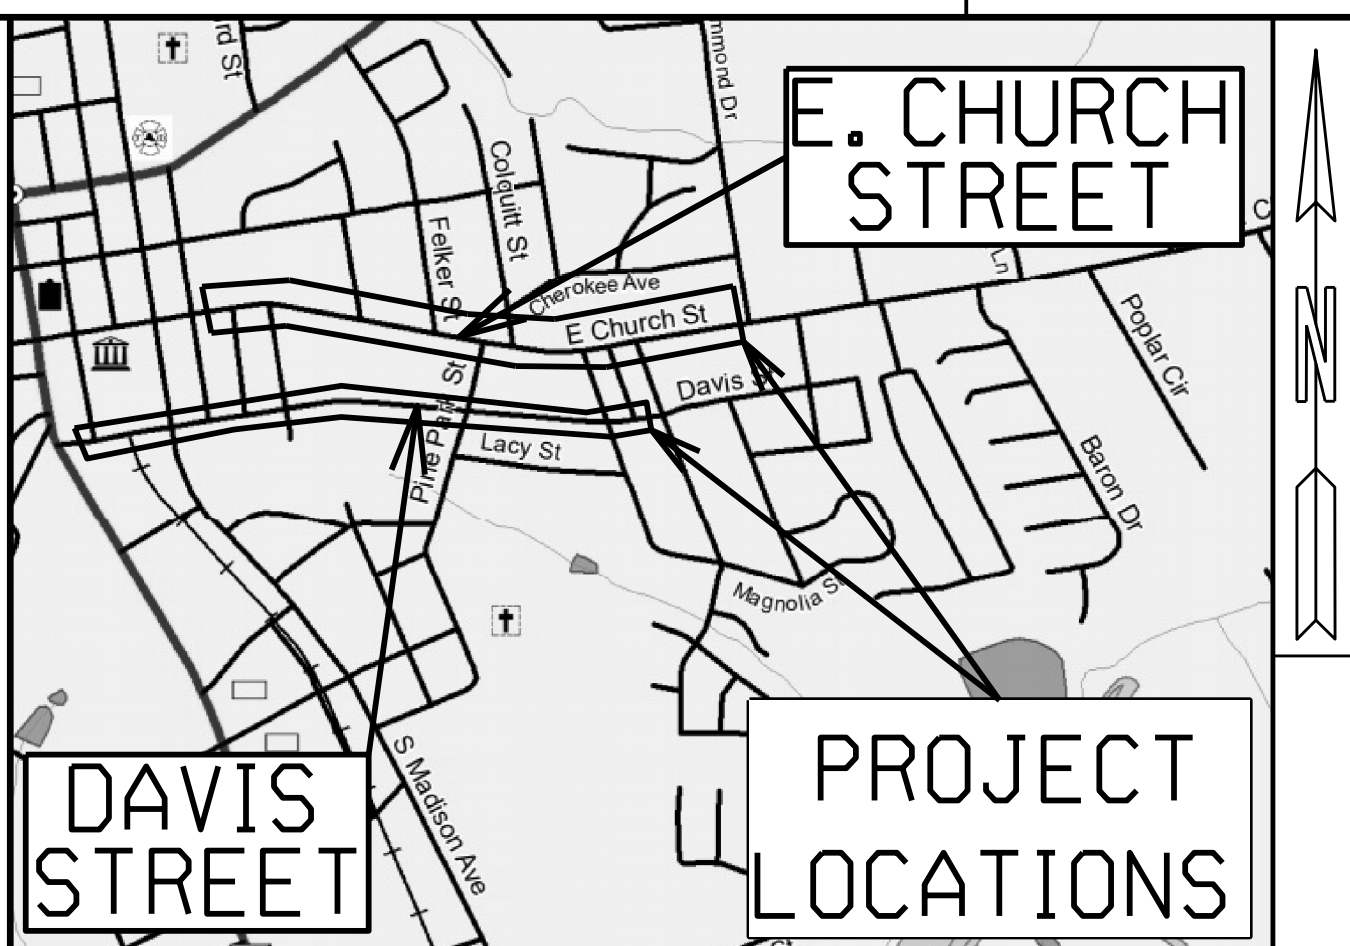 rd St
mmond Dr
E. CHURCH
STREET
Colquitt St
Felker St
Cherokee Ave
E Church St
C
Ln
Poplar Cir
N
Davis S
Pine Park St
Lacy St
Baron Dr
Magnolia St
PROJECT
LOCATIONS
S Madison Ave
DAVIS
STREET
St